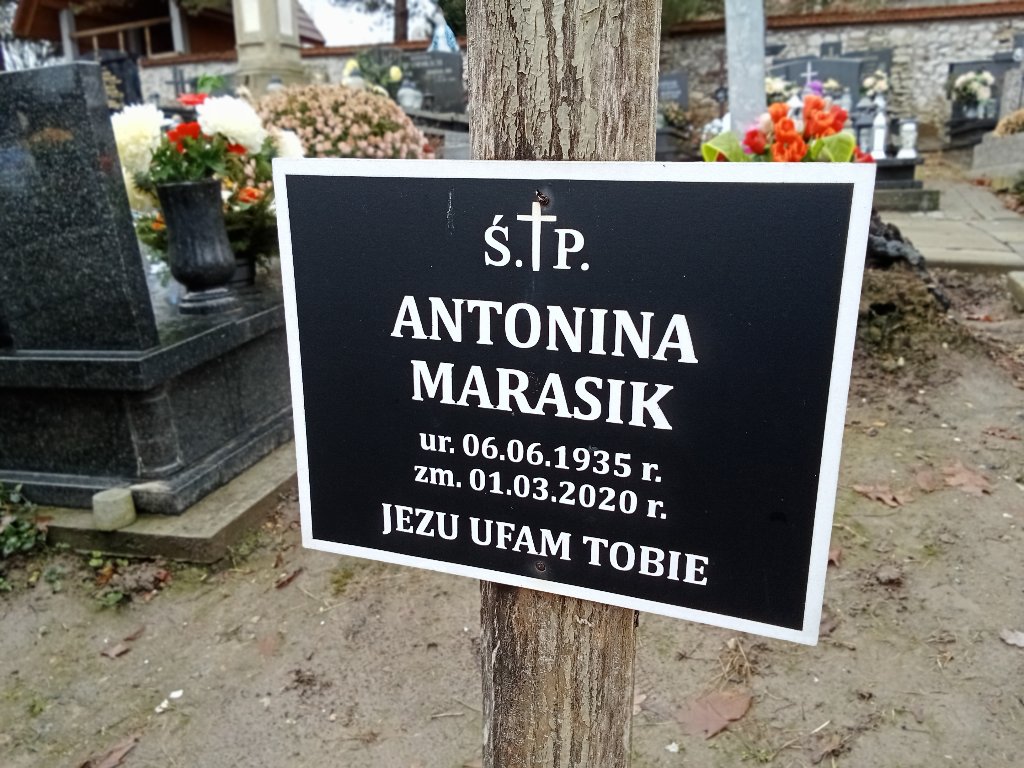 Ś.†P.
ANTONINA
MARASIK
ur. 06.06.1935 r.
zm. 01.03.2020 r.
JEZU UFAM TOBIE